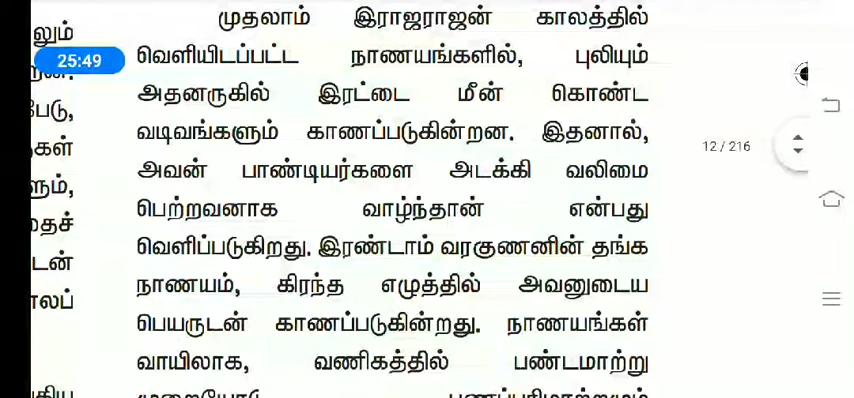 முதலாம் இராஜராஜன் காலத்தில்
வெளியிடப்பட்ட நாணயங்களில், புலியும்
அதனருகில் இரட்டை மீன் கொண்ட
வடிவங்களும் காணப்படுகின்றன. இதனால்,
அவன் பாண்டியர்களை அடக்கி வலிமை
பெற்றவனாக வாழ்ந்தான் என்பது
வெளிப்படுகிறது. இரண்டாம் வரகுணனின் தங்க
நாணயம், கிரந்த எழுத்தில் அவனுடைய
பெயருடன் காணப்படுகின்றது. நாணயங்கள்
வாயிலாக, வணிகத்தில் பண்டமாற்று
25:49
12 / 216